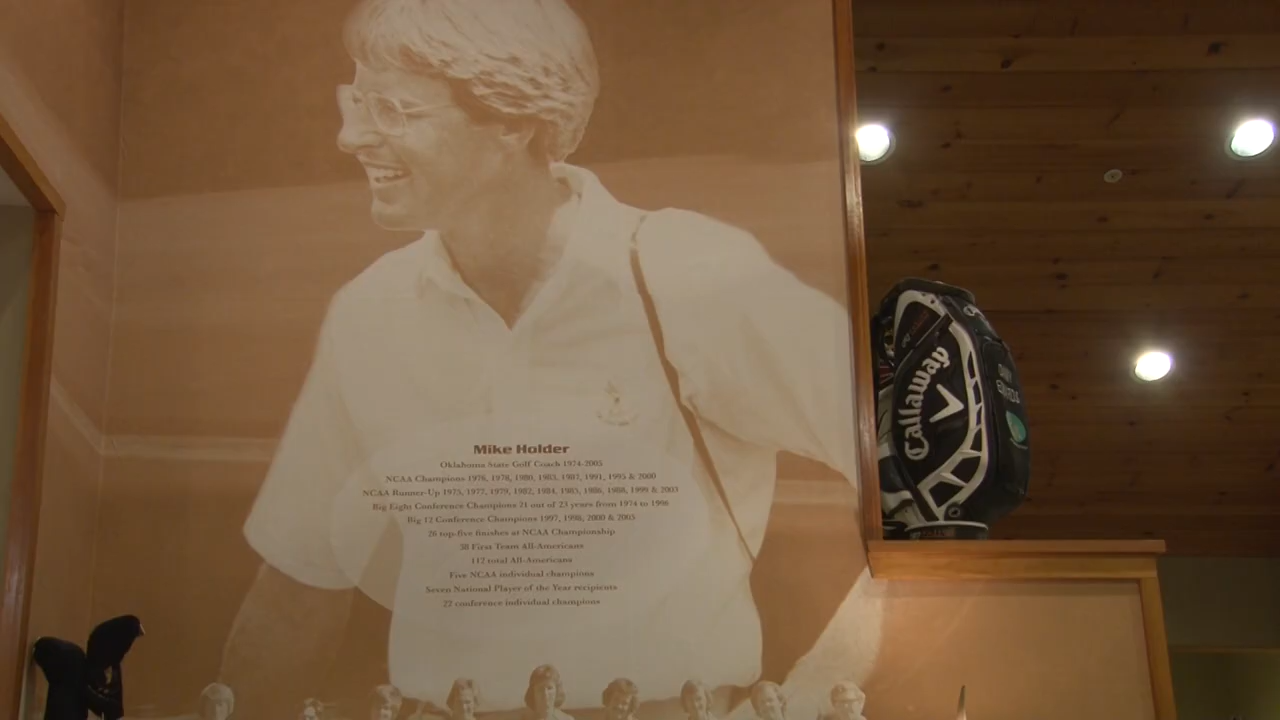 Mike Holder
Oklahoma State Golf Coach 1974-2005
NCAA Champions 1976, 1978, 1980, 1983, 1987, 1991, 1995 & 2000
NCAA Runner-Up 1975, 1977, 1979, 1982, 1984, 1985, 1986, 1988, 1999 & 2003
Big Eight Conference Champions 21 out of 23 years from 1974 to 1996
Big 12 Conference Champions 1997, 1998, 2000 & 2003
26 top-five finishes at NCAA Championship
38 First Team All-Americans
112 total All-Americans
Five NCAA individual champions
Seven National Player of the Year recipients
27 conference individual champions
Callaway